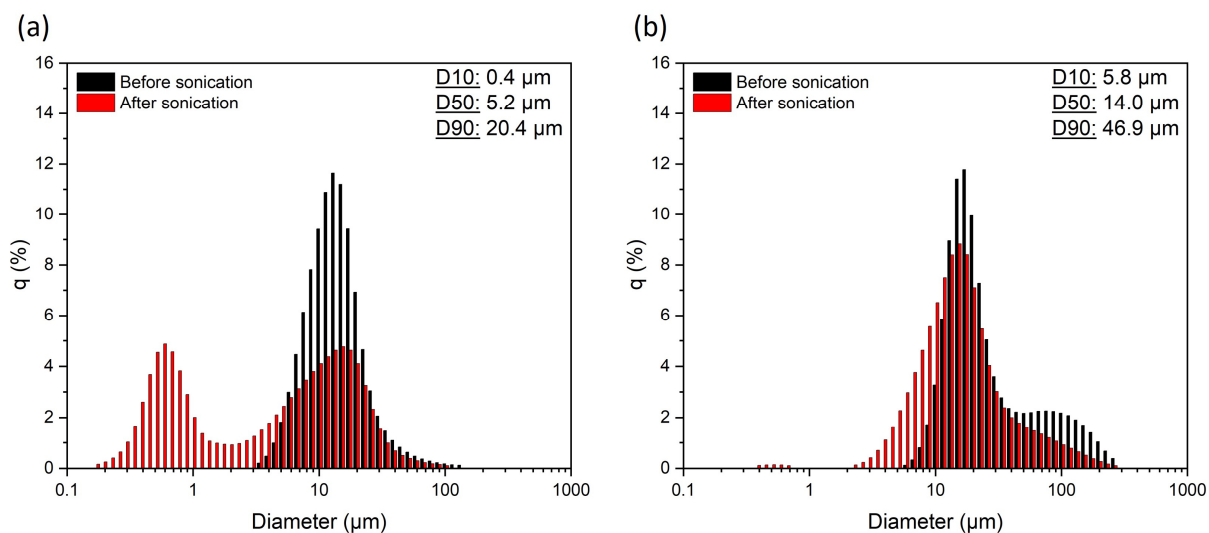 (a)
(b)
Before sonication
After sonication
D10: 0.4 µm
D50: 5.2 µm
D90: 20.4 µm
16
14
12
10
8
6
4
2
0
q (%)
0.1
1
10
100
1000
Diameter (µm)
Before sonication
After sonication
D10: 5.8 µm
D50: 14.0 µm
D90: 46.9 µm
16
14
12
10
8
6
4
2
0
q (%)
0.1
1
10
100
1000
Diameter (µm)